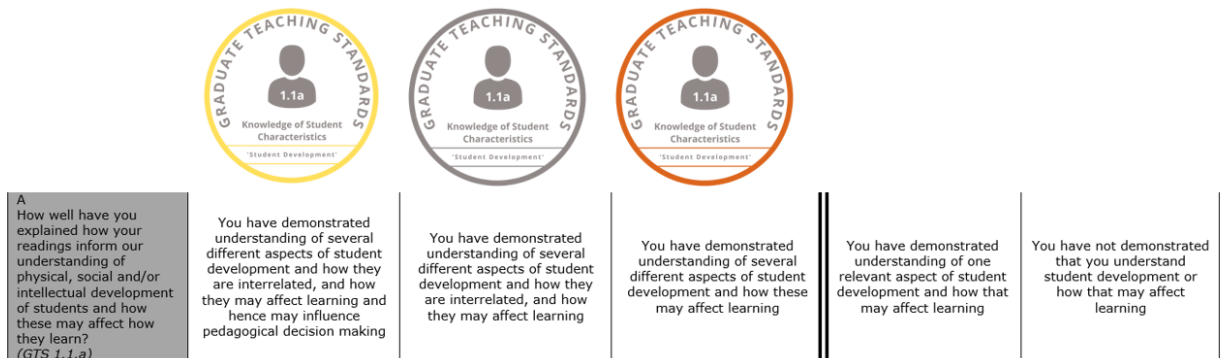 GRADUATE TEACHING STANDARDS
1.1a
Knowledge of Student
Characteristics
'Student Development'
GRADUATE TEACHING STANDARDS
1.1a
Knowledge of Student
Characteristics
'Student Development'
GRADUATE TEACHING STANDARDS
1.1a
Knowledge of Student
Characteristics
'Student Development'
A
How well have you
explained how your
readings inform our
understanding of
physical, social and/or
intellectual development
of students and how
these may affect how
they learn?
(GTS 1.1.a)
You have demonstrated
understanding of several
different aspects of student
development and how they
are interrelated, and how
they may affect learning and
hence may influence
pedagogical decision making
You have demonstrated
understanding of several
different aspects of student
development and how they
are interrelated, and how
they may affect learning
You have demonstrated
understanding of several
different aspects of student
development and how these
may affect learning
You have demonstrated
understanding of one
relevant aspect of student
development and how that
may affect learning
You have not demonstrated
that you understand
student development or
how that may affect
learning